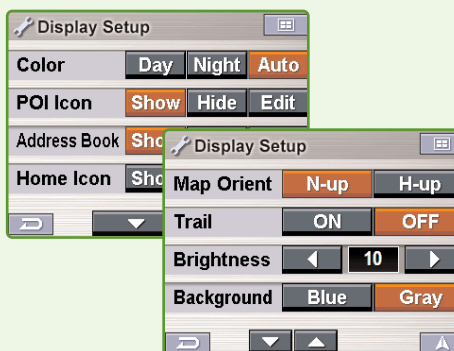 Display Setup
Color Day Night Auto
POI Icon Show Hide Edit
Address Book
Home Icon
Display Setup
Map Orient N-up H-up
Trail ON OFF
Brightness 10
Background Blue Gray